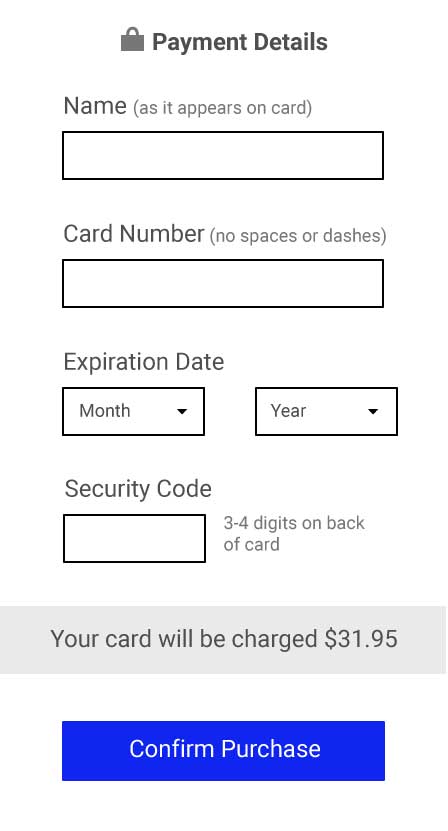 Payment Details
Name (as it appears on card)
Card Number (no spaces or dashes)
Expiration Date
Month Year
Security Code
3-4 digits on back
of card
Your card will be charged $31.95
Confirm Purchase